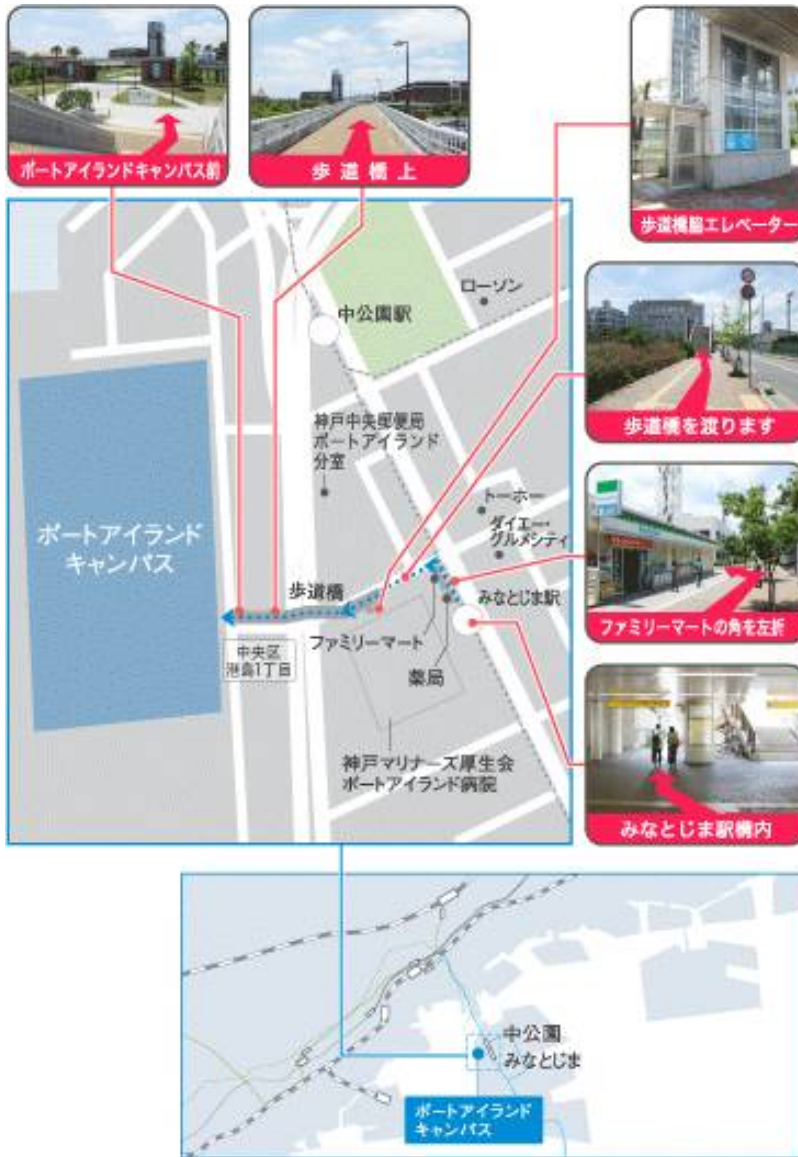 ポートアイランドキャンパス前
歩道橋上
歩道橋脇エレベーター
歩道橋を渡ります
ファミリーマートの角を左折
みなとじま駅構内
ローソン
中公園駅
神戸中央郵便局
ポートアイランド
分室
トーホー
ダイエー・
グルメシティ
ポートアイランド
キャンパス
歩道橋
みなとじま駅
ファミリーマート
中央区
港島1丁目
薬局
神戸マリナーズ厚生会
ポートアイランド病院
中公園
みなとじま
ポートアイランド
キャンパス